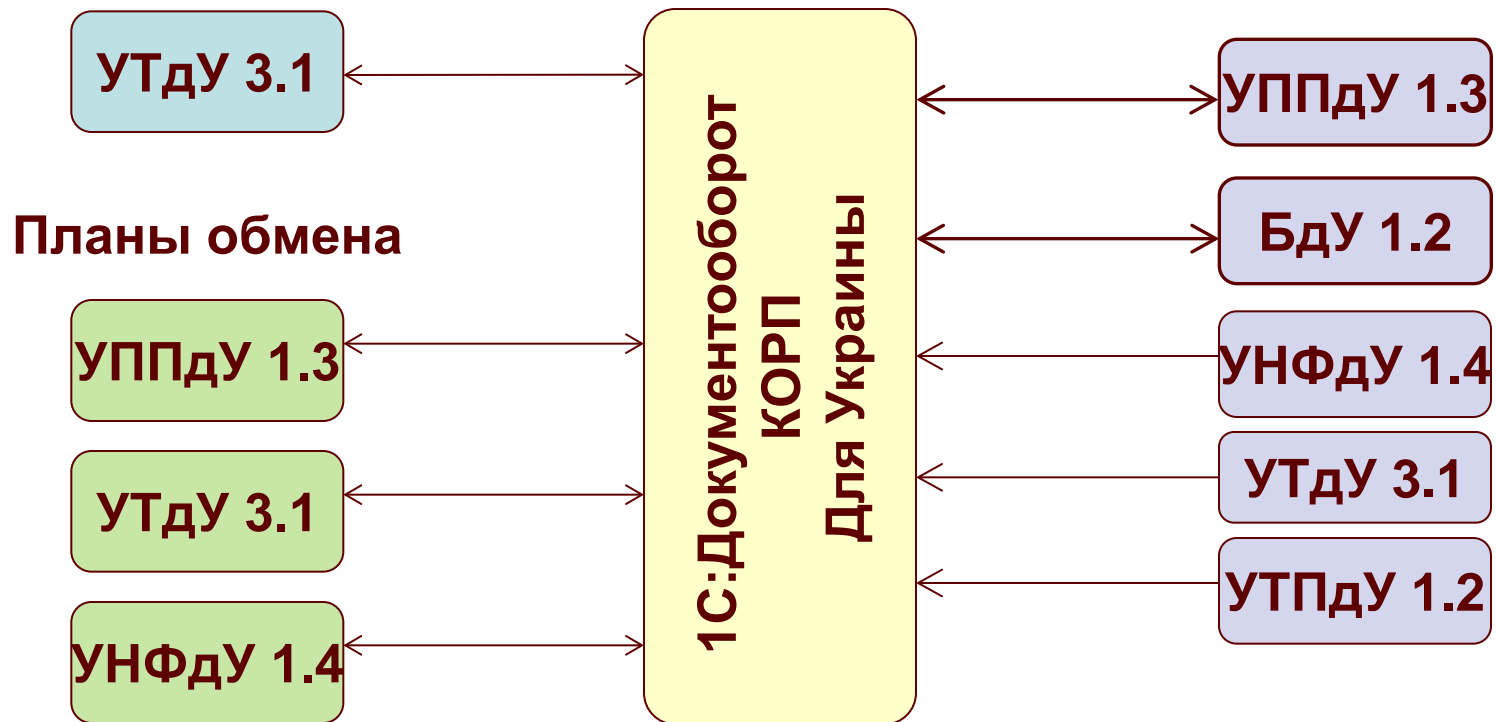 УТдУ 3.1
Планы обмена
УППдУ 1.3
УТдУ 3.1
УНФдУ 1.4
1С:Документооборот
КОРП
Для Украины
УППдУ 1.3
БдУ 1.2
УНФдУ 1.4
УТдУ 3.1
УТПдУ 1.2